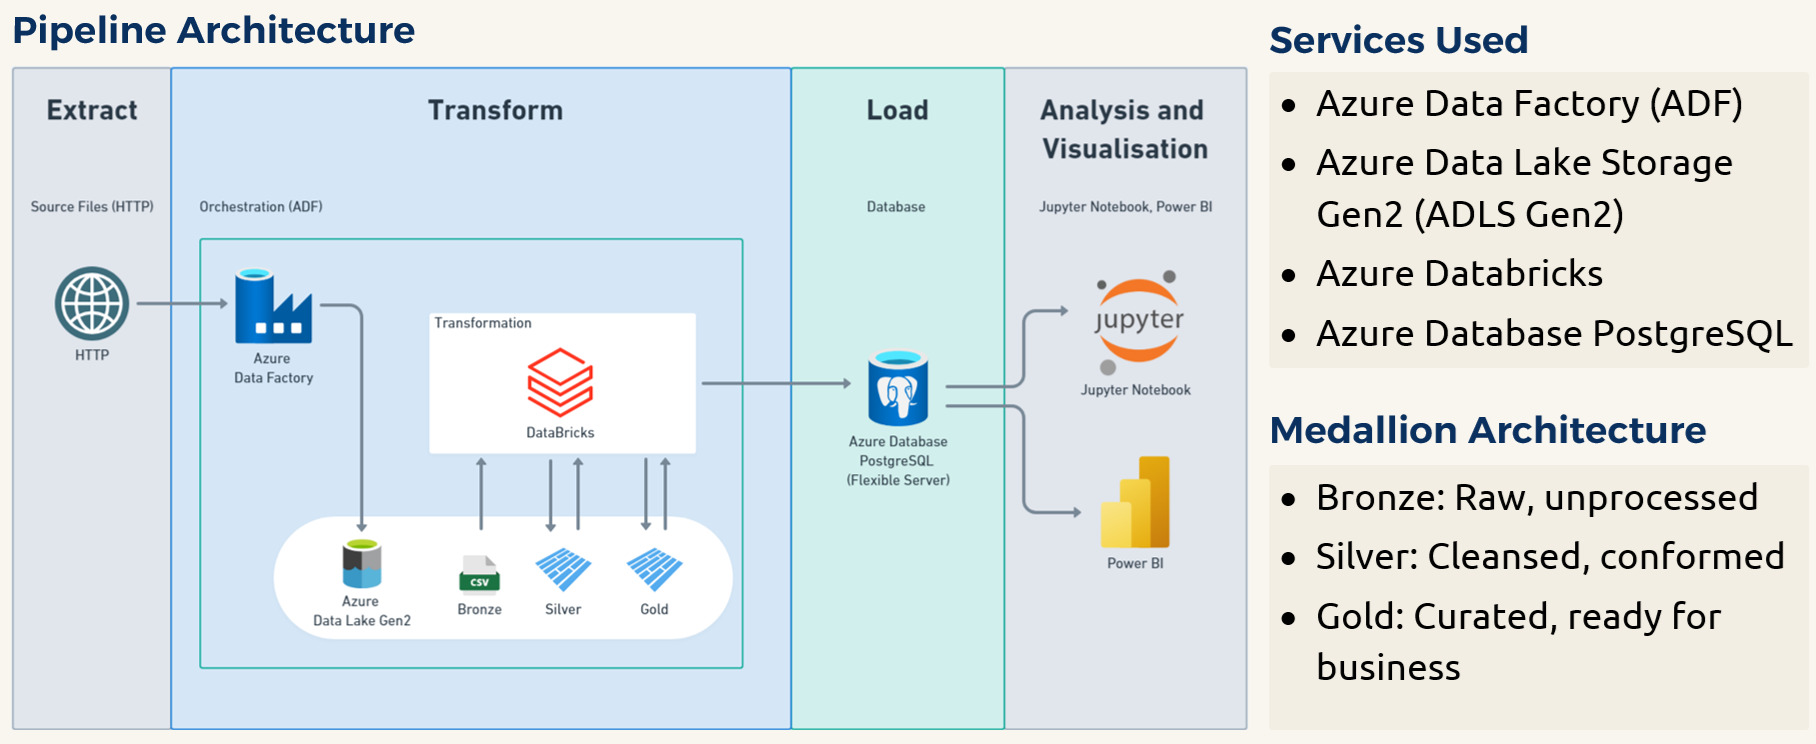 Pipeline Architecture
Extract
Transform
Load
Analysis and
Visualisation
Source Files (HTTP)
Orchestration (ADF)
Database
Jupyter Notebook, Power BI
HTTP
Azure
Data Factory
Transformation
DataBricks
Azure
Data Lake Gen2
CSV
Bronze
Silver
Gold
Azure Database
PostgreSQL
(Flexible Server)
jupyter
Jupyter Notebook
Power BI
Services Used
• Azure Data Factory (ADF)
• Azure Data Lake Storage
Gen2 (ADLS Gen2)
• Azure Databricks
• Azure Database PostgreSQL
Medallion Architecture
• Bronze: Raw, unprocessed
• Silver: Cleansed, conformed
• Gold: Curated, ready for
business